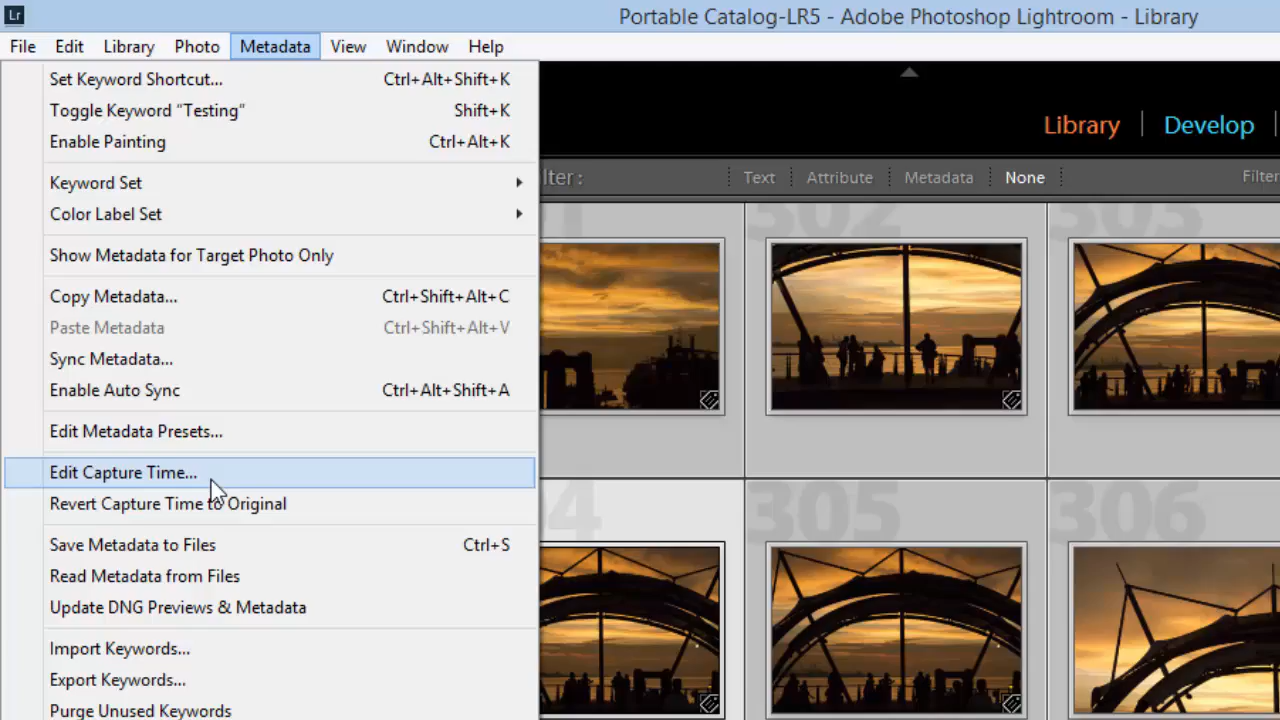 Lr Portable Catalog-LR5 - Adobe Photoshop Lightroom - Library
File Edit Library Photo Metadata View Window Help
Set Keyword Shortcut... Ctrl+Alt+Shift+K
Toggle Keyword “Testing” Shift+K
Enable Painting Ctrl+Alt+K
Keyword Set
Color Label Set
Show Metadata for Target Photo Only
Copy Metadata... Ctrl+Shift+Alt+C
Paste Metadata Ctrl+Shift+Alt+V
Sync Metadata...
Enable Auto Sync Ctrl+Alt+Shift+A
Edit Metadata Presets...
Edit Capture Time...
Revert Capture Time to Original
Save Metadata to Files Ctrl+S
Read Metadata from Files
Update DNG Previews & Metadata
Import Keywords...
Export Keywords...
Purge Unused Keywords
Library | Develop
lter : Text Attribute Metadata None Filter
1 302 303
4 305 306